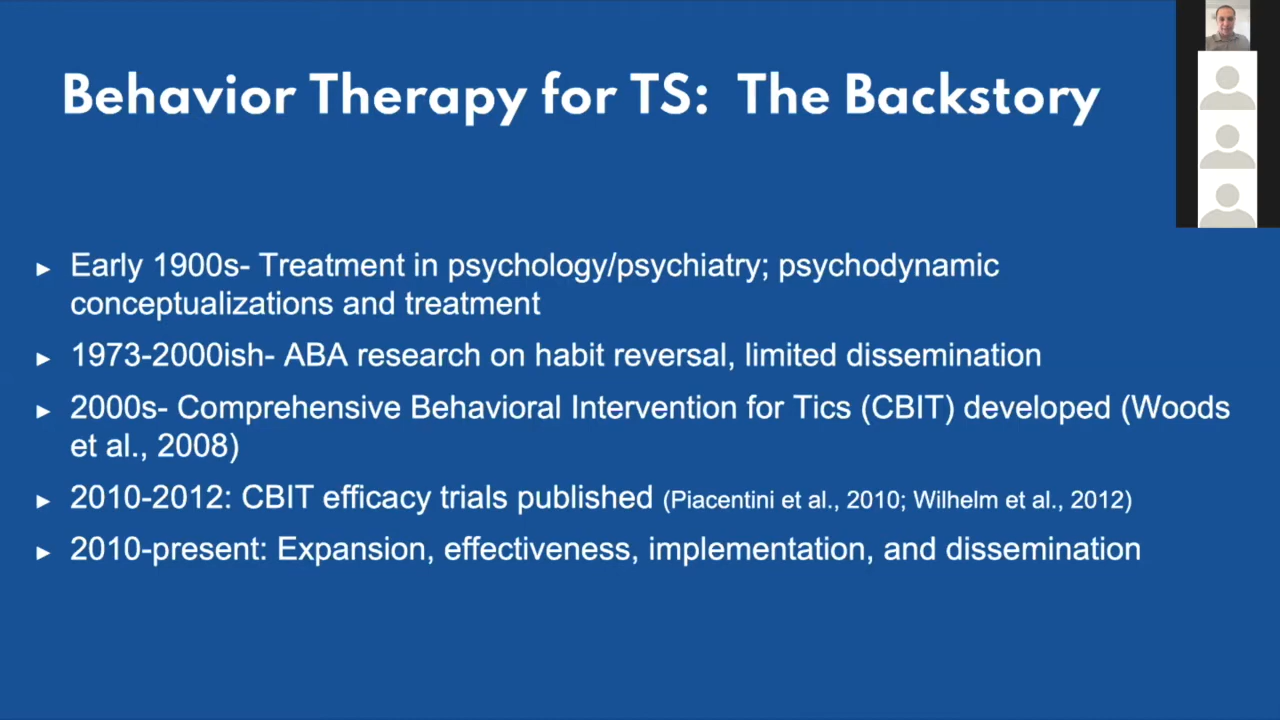 Behavior Therapy for TS:  The Backstory
► Early 1900s- Treatment in psychology/psychiatry; psychodynamic
conceptualizations and treatment
► 1973-2000ish- ABA research on habit reversal, limited dissemination
► 2000s- Comprehensive Behavioral Intervention for Tics (CBIT) developed (Woods
et al., 2008)
► 2010-2012: CBIT efficacy trials published (Piacentini et al., 2010; Wilhelm et al., 2012)
► 2010-present: Expansion, effectiveness, implementation, and dissemination